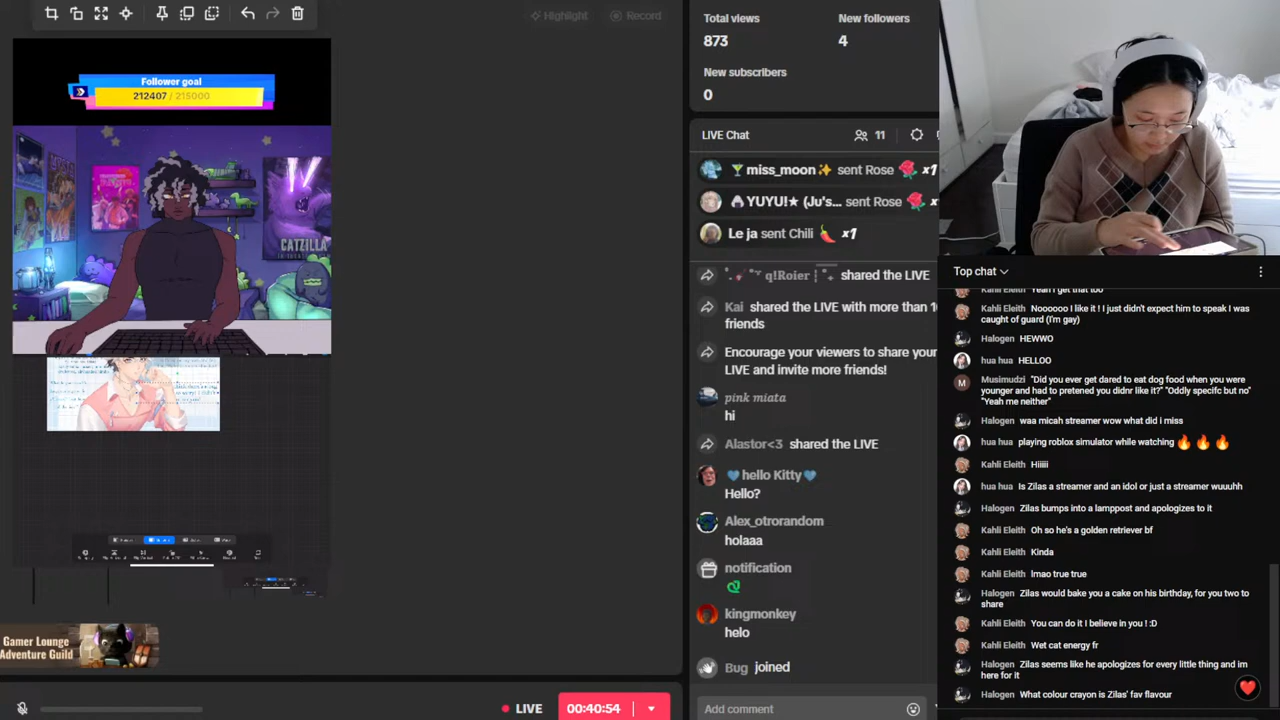 Highlight
Record
Follower goal
212407 / 215000
CATZILLA
Gamer Lounge
Adventure Guild
LIVE
00:40:54
Total views
873
New followers
4
New subscribers
0
LIVE Chat
11
miss_moon✨ sent Rose 🌹 x1
YUYU!★ (Ju's... sent Rose 🌹 x1
Le ja sent Chili 🌶️ x1
q!Roier shared the LIVE
Kai shared the LIVE with more than 1
friends
Encourage your viewers to share your
LIVE and invite more friends!
pink miata
hi
Alastor<3 shared the LIVE
💙hello Kitty💙
Hello?
Alex_otrorandom
holaaa
notification
kingmonkey
helo
Bug joined
Add comment
Top chat
Kahli Eleith Yeah I get that too
Kahli Eleith Noooooo I like it ! I just didn't expect him to speak I was
caught of guard (I'm gay)
Halogen HEWWO
hua hua HELLOO
M
Musimudzi "Did you ever get dared to eat dog food when you were
younger and had to pretended you didnr like it?" "Oddly specifc but no"
"Yeah me neither"
Halogen waa micah streamer wow what did i miss
hua hua playing roblox simulator while watching 🔥 🔥 🔥
Kahli Eleith Hiiiii
hua hua Is Zilas a streamer and an idol or just a streamer wuuhh
Halogen Zilas bumps into a lamppost and apologizes to it
Kahli Eleith Oh so he's a golden retriever bf
Kahli Eleith Kinda
Kahli Eleith lmao true true
Halogen Zilas would bake you a cake on his birthday, for you two to
share
Kahli Eleith You can do it I believe in you ! :D
Kahli Eleith Wet cat energy fr
Halogen Zilas seems like he apologizes for every little thing and im
here for it
Halogen What colour crayon is Zilas' fav flavour